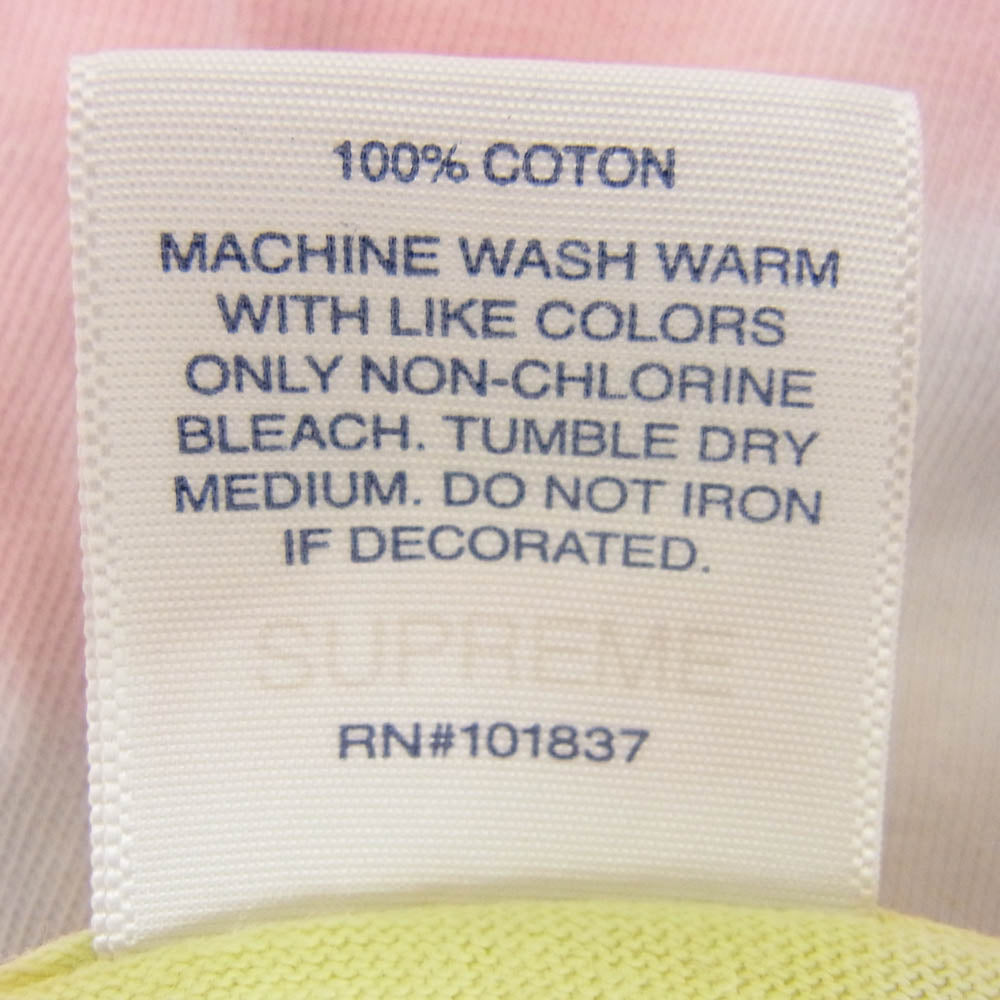 100% COTON
MACHINE WASH WARM
WITH LIKE COLORS
ONLY NON-CHLORINE
BLEACH. TUMBLE DRY
MEDIUM. DO NOT IRON
IF DECORATED.
SUPREME
RN#101837